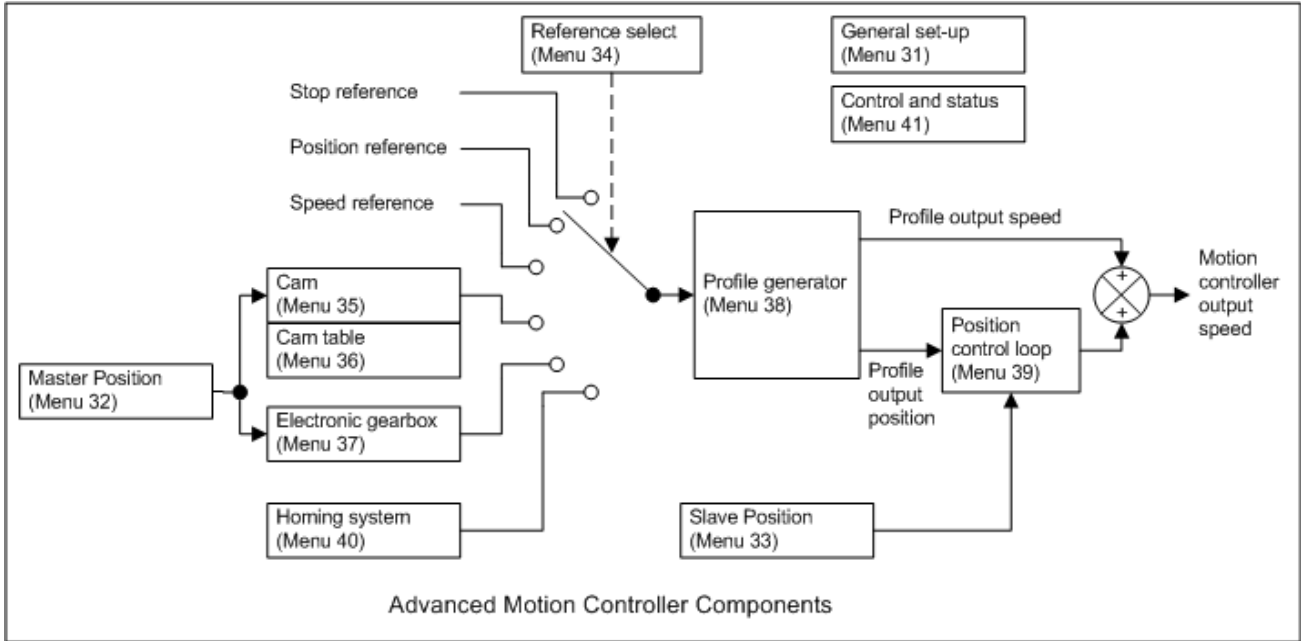 Reference select
(Menu 34)
General set-up
(Menu 31)
Control and status
(Menu 41)
Stop reference
Position reference
Speed reference
Cam
(Menu 35)
Cam table
(Menu 36)
Master Position
(Menu 32)
Electronic gearbox
(Menu 37)
Homing system
(Menu 40)
Profile generator
(Menu 38)
Profile output speed
Profile
output
position
Position
control loop
(Menu 39)
Slave Position
(Menu 33)
+
+
Motion
controller
output
speed
Advanced Motion Controller Components